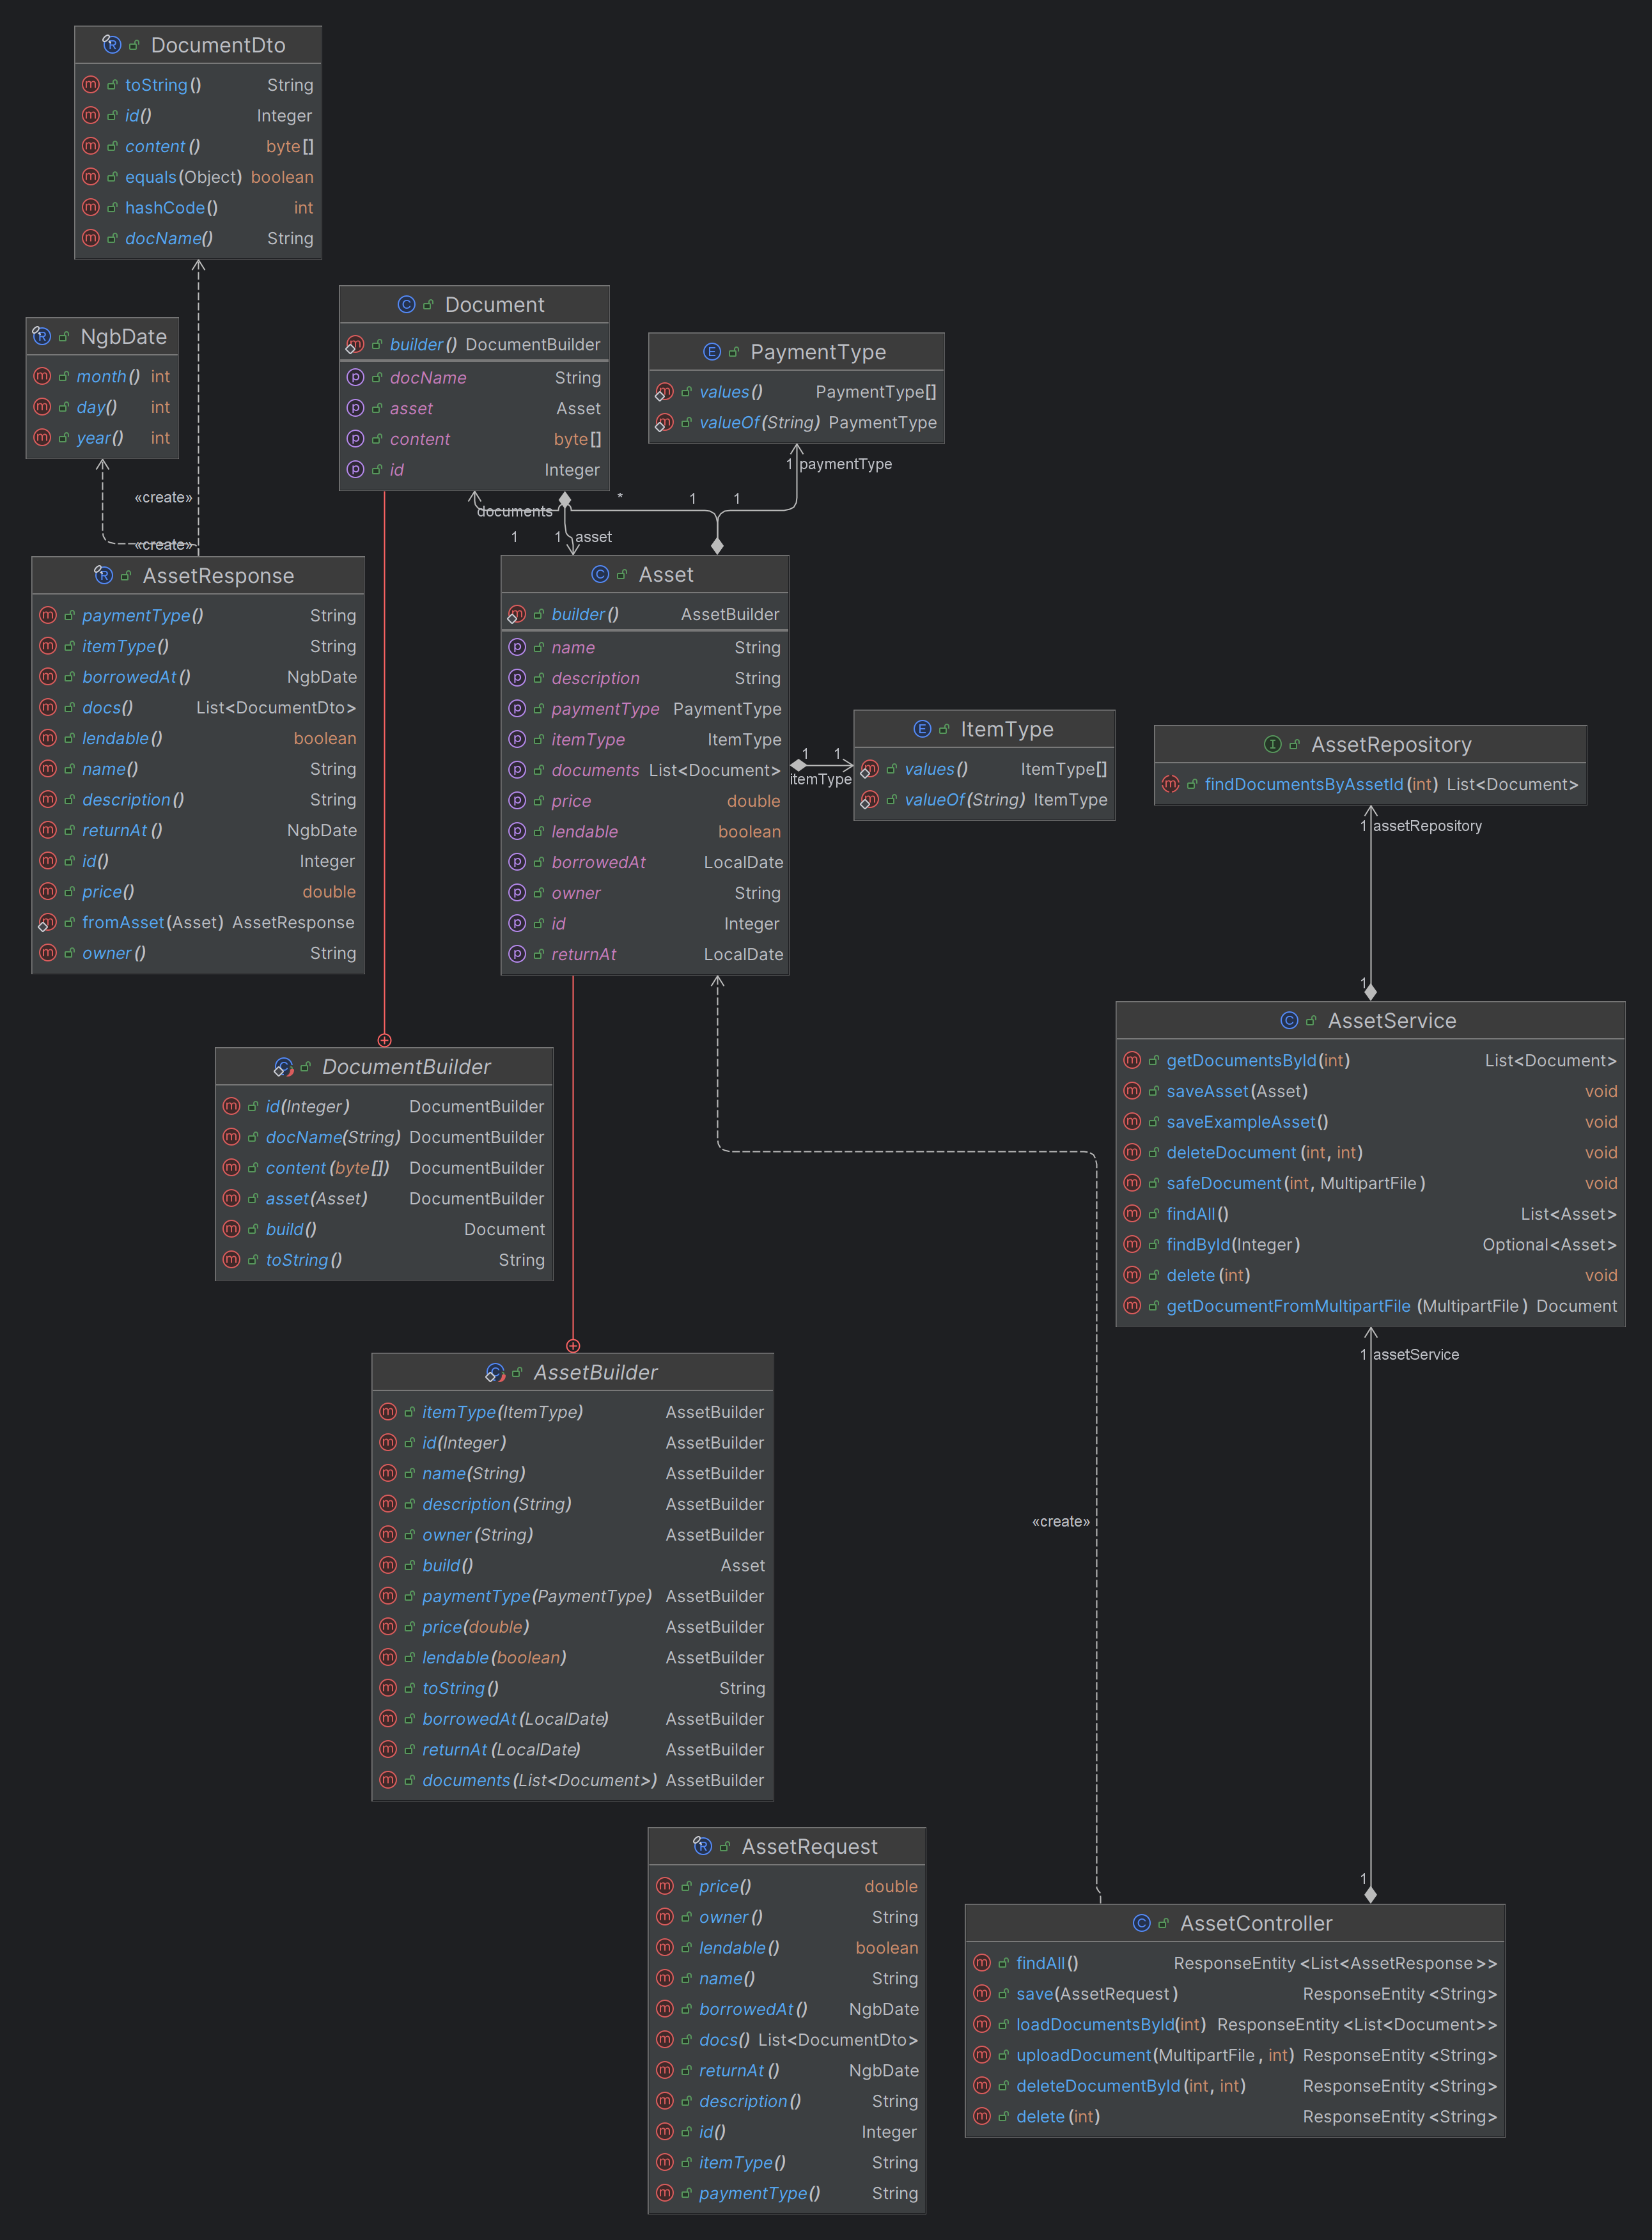 DocumentDto
toString() String
id() Integer
content() byte[]
equals(Object) boolean
hashCode() int
docName() String
NgbDate
month() int
day() int
year() int
«create»
«create»
Document
builder() DocumentBuilder
docName String
asset Asset
content byte[]
id Integer
PaymentType
values() PaymentType[]
valueOf(String) PaymentType
1 paymentType
* 1 1
documents
1 1 asset
AssetResponse
paymentType() String
itemType() String
borrowedAt() NgbDate
docs() List<DocumentDto>
lendable() boolean
name() String
description() String
returnAt() NgbDate
id() Integer
price() double
fromAsset(Asset) AssetResponse
owner() String
Asset
builder() AssetBuilder
name String
description String
paymentType PaymentType
itemType ItemType
documents List<Document>
price double
lendable boolean
borrowedAt LocalDate
owner String
id Integer
returnAt LocalDate
1 1
itemType
ItemType
values() ItemType[]
valueOf(String) ItemType
AssetRepository
findDocumentsByAssetId(int) List<Document>
1 assetRepository
1
AssetService
getDocumentsById(int) List<Document>
saveAsset(Asset) void
saveExampleAsset() void
deleteDocument(int, int) void
safeDocument(int, MultipartFile) void
findAll() List<Asset>
findById(Integer) Optional<Asset>
delete(int) void
getDocumentFromMultipartFile(MultipartFile) Document
1 assetService
DocumentBuilder
id(Integer) DocumentBuilder
docName(String) DocumentBuilder
content(byte[]) DocumentBuilder
asset(Asset) DocumentBuilder
build() Document
toString() String
AssetBuilder
itemType(ItemType) AssetBuilder
id(Integer) AssetBuilder
name(String) AssetBuilder
description(String) AssetBuilder
owner(String) AssetBuilder
build() Asset
paymentType(PaymentType) AssetBuilder
price(double) AssetBuilder
lendable(boolean) AssetBuilder
toString() String
borrowedAt(LocalDate) AssetBuilder
returnAt(LocalDate) AssetBuilder
documents(List<Document>) AssetBuilder
«create»
1
AssetRequest
price() double
owner() String
lendable() boolean
name() String
borrowedAt() NgbDate
docs() List<DocumentDto>
returnAt() NgbDate
description() String
id() Integer
itemType() String
paymentType() String
AssetController
findAll() ResponseEntity<List<AssetResponse>>
save(AssetRequest) ResponseEntity<String>
loadDocumentsById(int) ResponseEntity<List<Document>>
uploadDocument(MultipartFile, int) ResponseEntity<String>
deleteDocumentById(int, int) ResponseEntity<String>
delete(int) ResponseEntity<String>